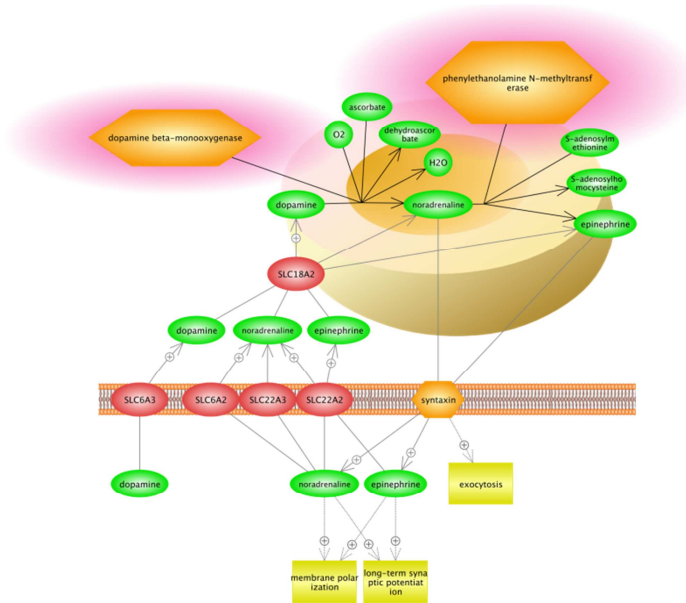 phenylethanolamine N-methyltransf
erase
ascorbate
dopamine beta-monooxygenase
O2
dehydroascor
bate
S-adenosylm
ethionine
H2O
S-adenosylho
mocysteine
dopamine
noradrenaline
epinephrine
SLC18A2
dopamine
noradrenaline
epinephrine
SLC6A3
SLC6A2
SLC22A3
SLC22A2
syntaxin
dopamine
noradrenaline
epinephrine
exocytosis
membrane polar
ization
long-term syna
ptic potentiat
ion